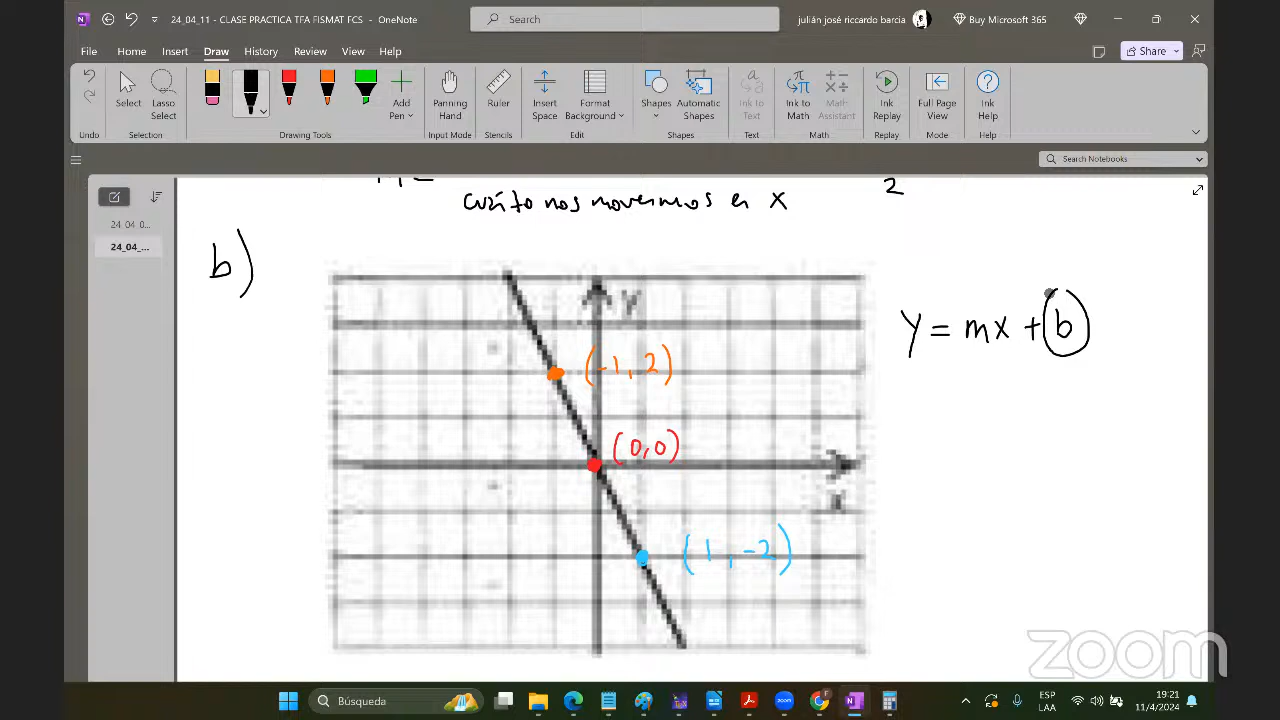 24_04_11 - CLASE PRACTICA TFA FISMAT FCS - OneNote
Search
julián josé riccardo barcia
Buy Microsoft 365
File Home Insert Draw History Review View Help
Share
Undo
Select
Lasso Select
Selection
Add Pen
Drawing Tools
Panning Hand
Input Mode
Ruler
Stencils
Insert Space
Format Background
Edit
Shapes
Automatic Shapes
Shapes
Ink to Text
Text
Ink to Math
Math Assistant
Math
Ink Replay
Replay
Full Page View
Mode
Ink Help
Help
Search Notebooks
24_04_0...
24_04_...
cuánto nos movemos en x
2
b)
Y
y = mx + b
(-1, 2)
(0,0)
X
(1, -2)
zoom
Búsqueda
ESP
LAA
19:21
11/4/2024